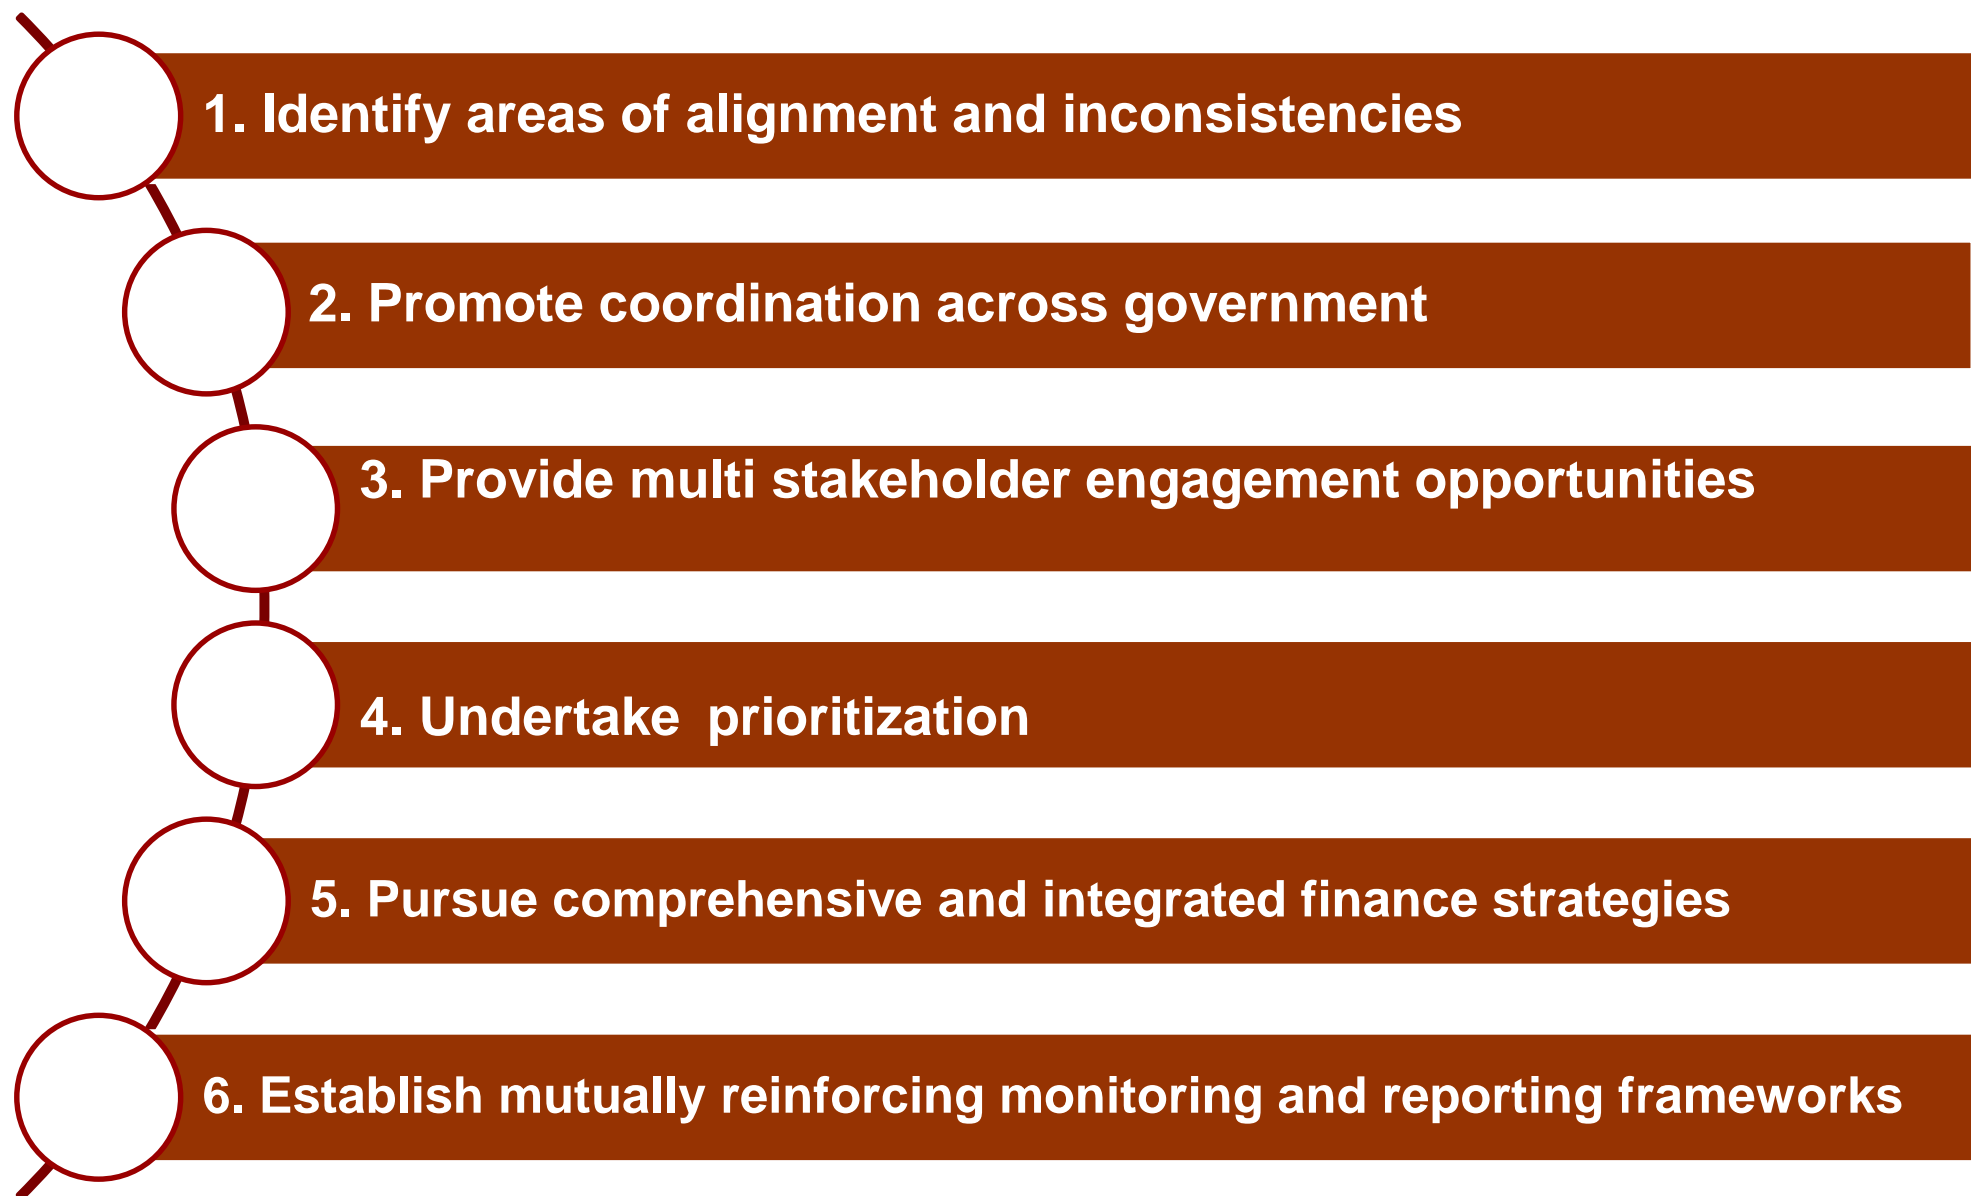 1. Identify areas of alignment and inconsistencies
2. Promote coordination across government
3. Provide multi stakeholder engagement opportunities
4. Undertake  prioritization
5. Pursue comprehensive and integrated finance strategies
6. Establish mutually reinforcing monitoring and reporting frameworks